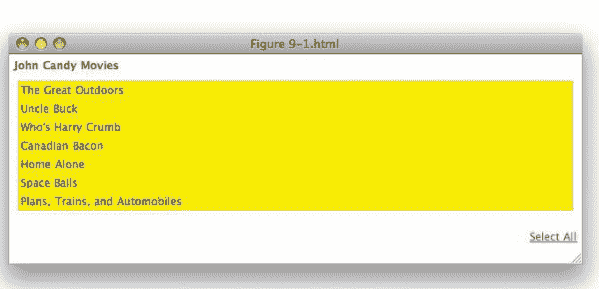 Figure 9-1.html
John Candy Movies
The Great Outdoors
Uncle Buck
Who's Harry Crumb
Canadian Bacon
Home Alone
Space Balls
Plans, Trains, and Automobiles
Select All